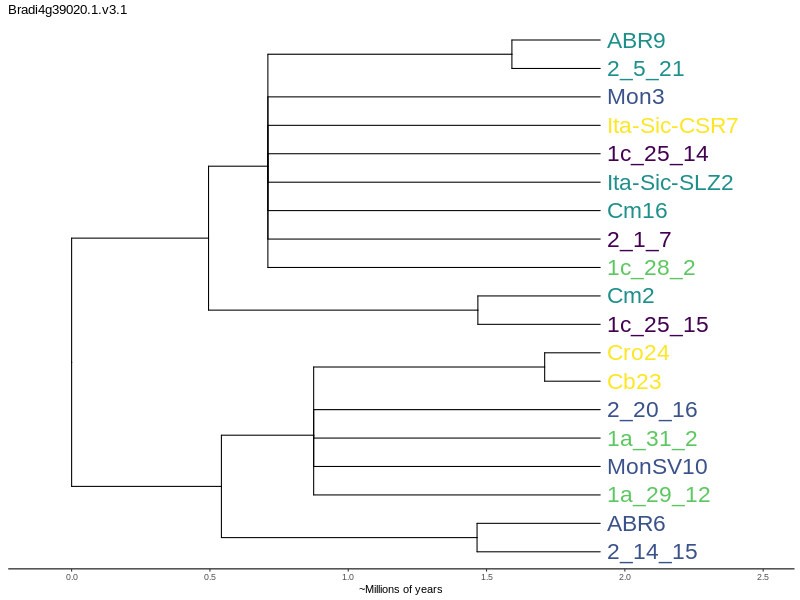 Bradi4g39020.1.v3.1
ABR9
2_5_21
Mon3
Ita-Sic-CSR7
1c_25_14
Ita-Sic-SLZ2
Cm16
2_1_7
1c_28_2
Cm2
1c_25_15
Cro24
Cb23
2_20_16
1a_31_2
MonSV10
1a_29_12
ABR6
2_14_15
0.0 0.5 1.0 1.5 2.0 2.5
~Millions of years